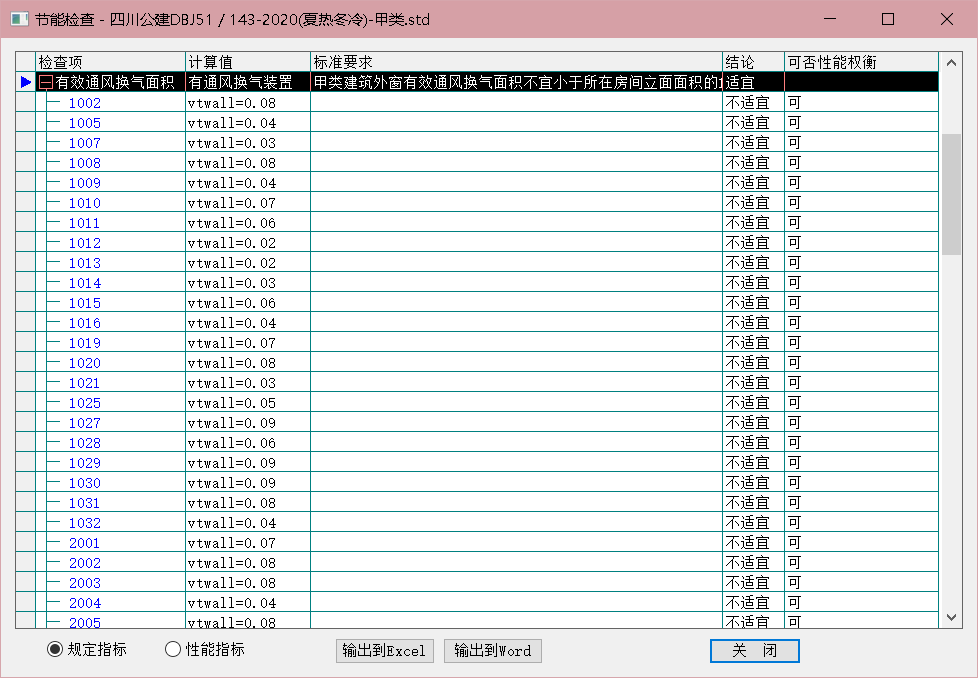 节能检查 - 四川公建DBJ51 / 143-2020(夏热冬冷)-甲类.std
检查项 计算值 标准要求 结论 可否性能权衡
有效通风换气面积 有通风换气装置 甲类建筑外窗有效通风换气面积不宜小于所在房间立面面积的 适宜
1002 vtwall=0.08 不适宜 可
1005 vtwall=0.04 不适宜 可
1007 vtwall=0.03 不适宜 可
1008 vtwall=0.08 不适宜 可
1009 vtwall=0.04 不适宜 可
1010 vtwall=0.07 不适宜 可
1011 vtwall=0.06 不适宜 可
1012 vtwall=0.02 不适宜 可
1013 vtwall=0.02 不适宜 可
1014 vtwall=0.03 不适宜 可
1015 vtwall=0.06 不适宜 可
1016 vtwall=0.04 不适宜 可
1019 vtwall=0.07 不适宜 可
1020 vtwall=0.08 不适宜 可
1021 vtwall=0.03 不适宜 可
1025 vtwall=0.05 不适宜 可
1027 vtwall=0.09 不适宜 可
1028 vtwall=0.06 不适宜 可
1029 vtwall=0.09 不适宜 可
1030 vtwall=0.09 不适宜 可
1031 vtwall=0.08 不适宜 可
1032 vtwall=0.04 不适宜 可
2001 vtwall=0.07 不适宜 可
2002 vtwall=0.08 不适宜 可
2003 vtwall=0.08 不适宜 可
2004 vtwall=0.04 不适宜 可
2005 vtwall=0.08 不适宜 可
规定指标 性能指标 输出到Excel 输出到Word 关 闭